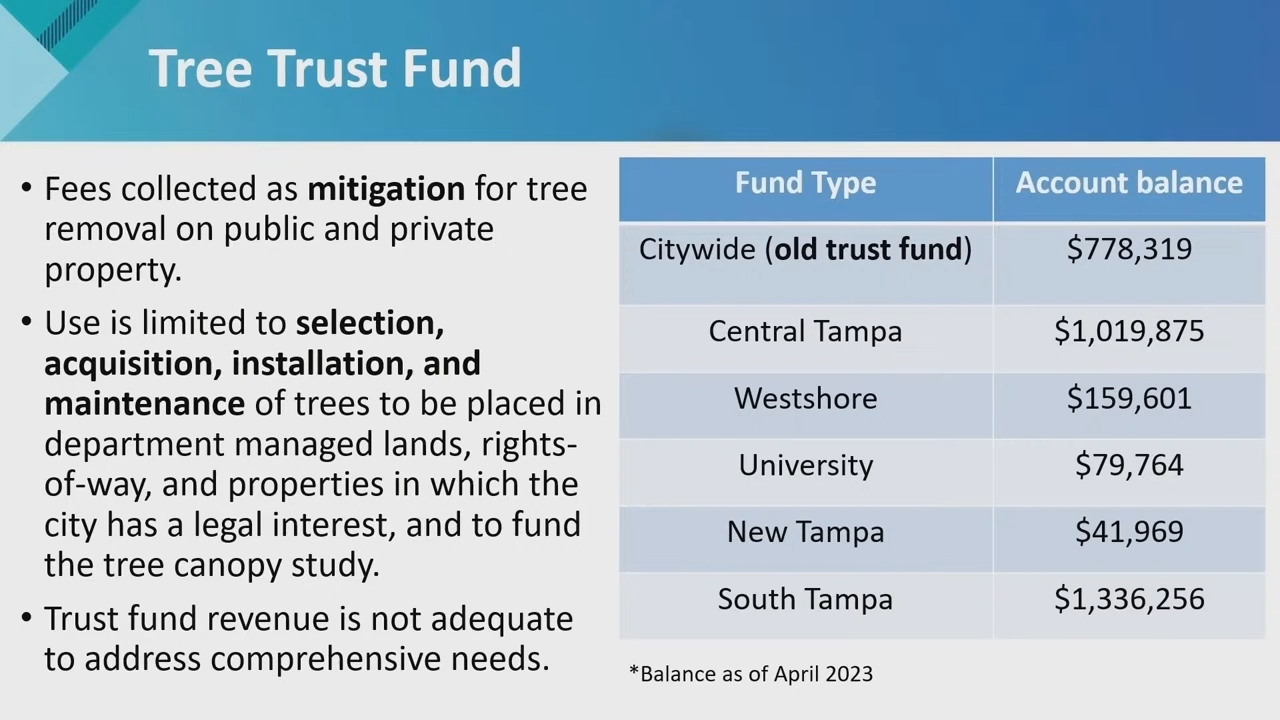 Tree Trust Fund
• Fees collected as mitigation for tree
removal on public and private
property.
• Use is limited to selection,
acquisition, installation, and
maintenance of trees to be placed in
department managed lands, rights-
of-way, and properties in which the
city has a legal interest, and to fund
the tree canopy study.
• Trust fund revenue is not adequate
to address comprehensive needs.
Fund Type Account balance
Citywide (old trust fund) $778,319
Central Tampa $1,019,875
Westshore $159,601
University $79,764
New Tampa $41,969
South Tampa $1,336,256
*Balance as of April 2023